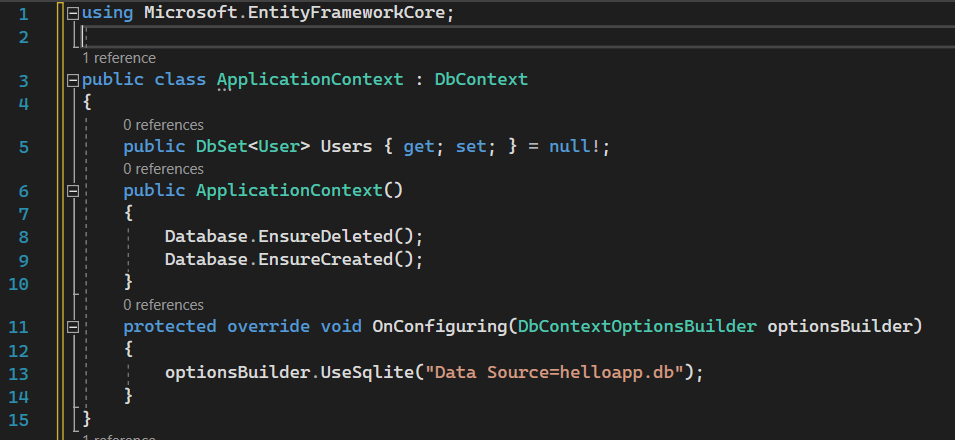 1 using Microsoft.EntityFrameworkCore;
2
1 reference
3 public class ApplicationContext : DbContext
4 {
0 references
5 public DbSet<User> Users { get; set; } = null!;
0 references
6 public ApplicationContext()
7 {
8 Database.EnsureDeleted();
9 Database.EnsureCreated();
10 }
0 references
11 protected override void OnConfiguring(DbContextOptionsBuilder optionsBuilder)
12 {
13 optionsBuilder.UseSqlite("Data Source=helloapp.db");
14 }
15 }
1 reference